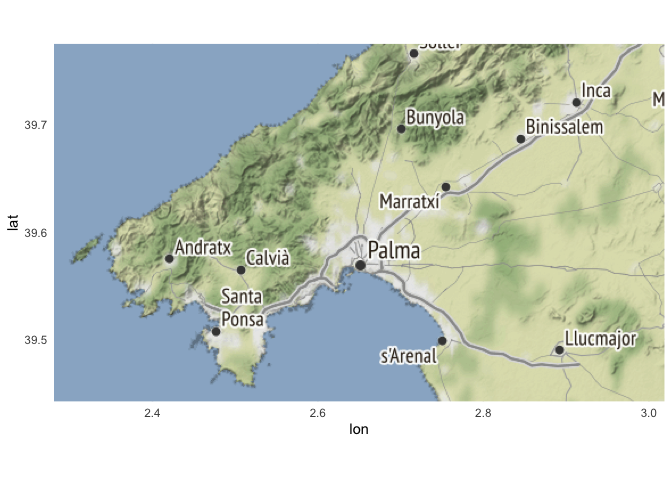 Sóller
Inca
M
39.7
Bunyola
Binissalem
Marratxí
39.6
Andratx
Calvià
Palma
lat
Santa
Ponsa
39.5
s'Arenal
Llucmajor
2.4
2.6
2.8
3.0
lon